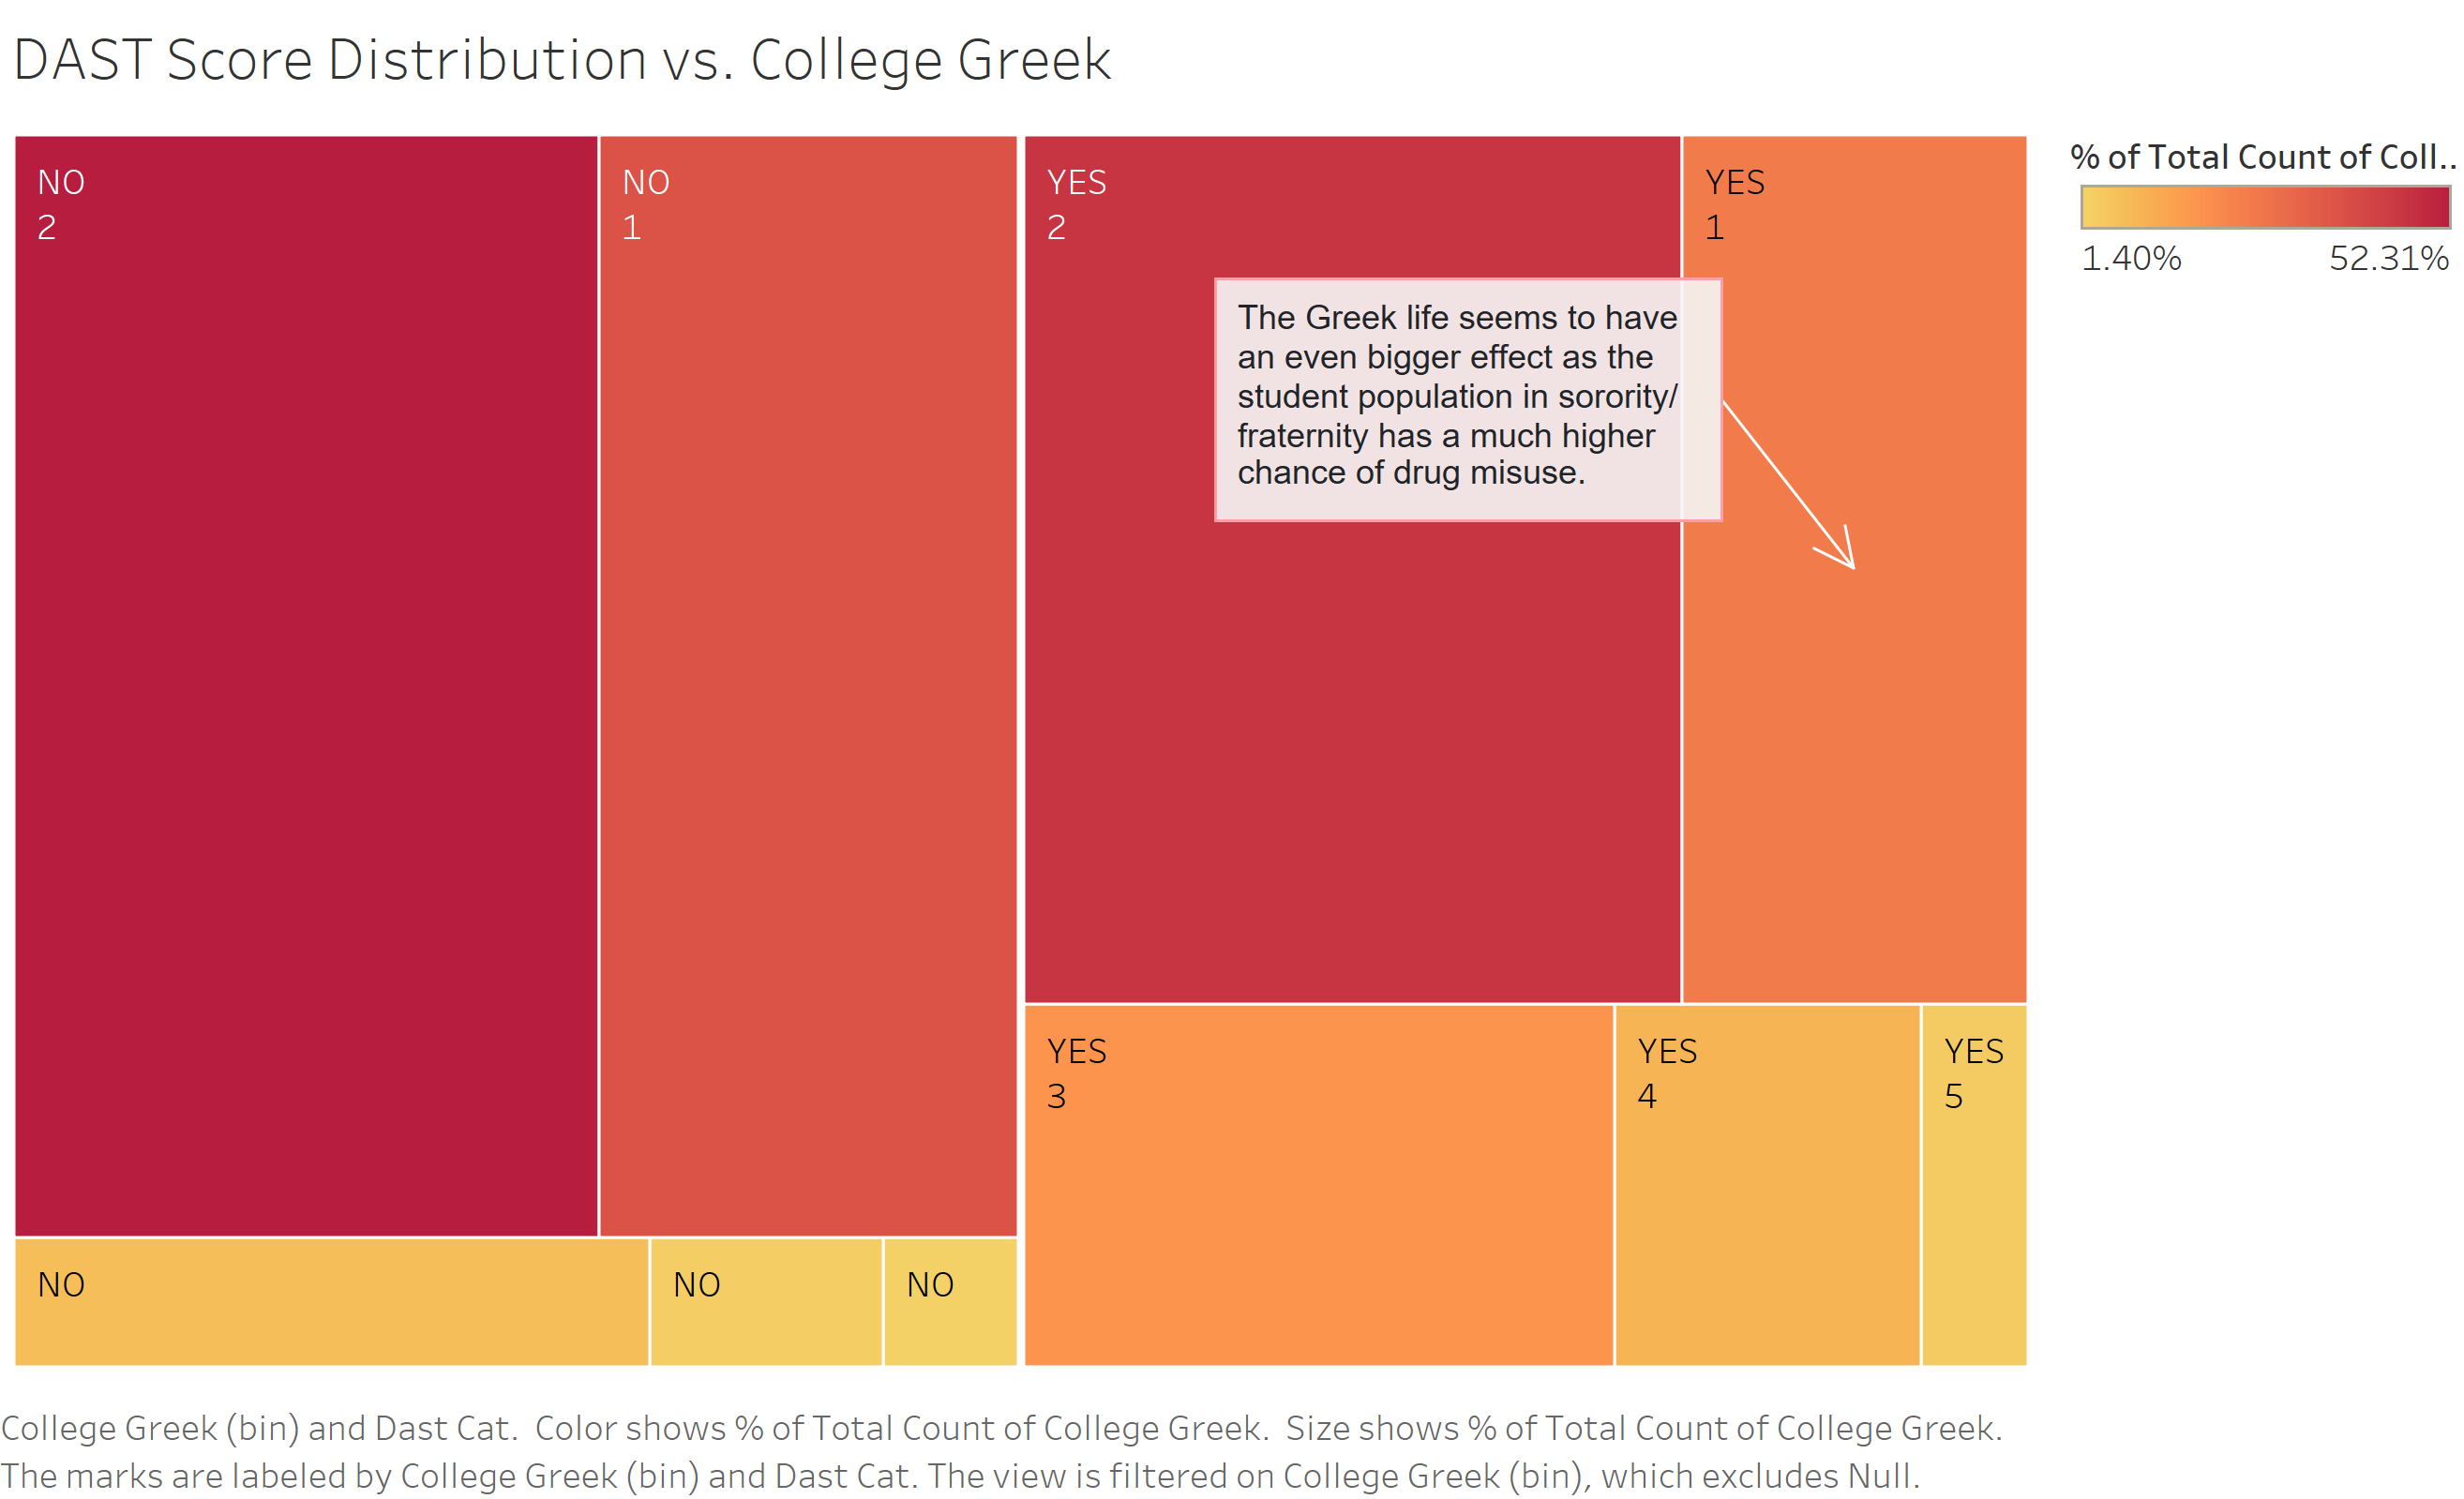 DAST Score Distribution vs. College Greek
NO
2
NO
1
YES
2
YES
1
% of Total Count of Coll..
1.40%
52.31%
The Greek life seems to have
an even bigger effect as the
student population in sorority/
fraternity has a much higher
chance of drug misuse.
YES
3
YES
4
YES
5
NO
NO
NO
College Greek (bin) and Dast Cat.  Color shows % of Total Count of College Greek.  Size shows % of Total Count of College Greek.
The marks are labeled by College Greek (bin) and Dast Cat. The view is filtered on College Greek (bin), which excludes Null.